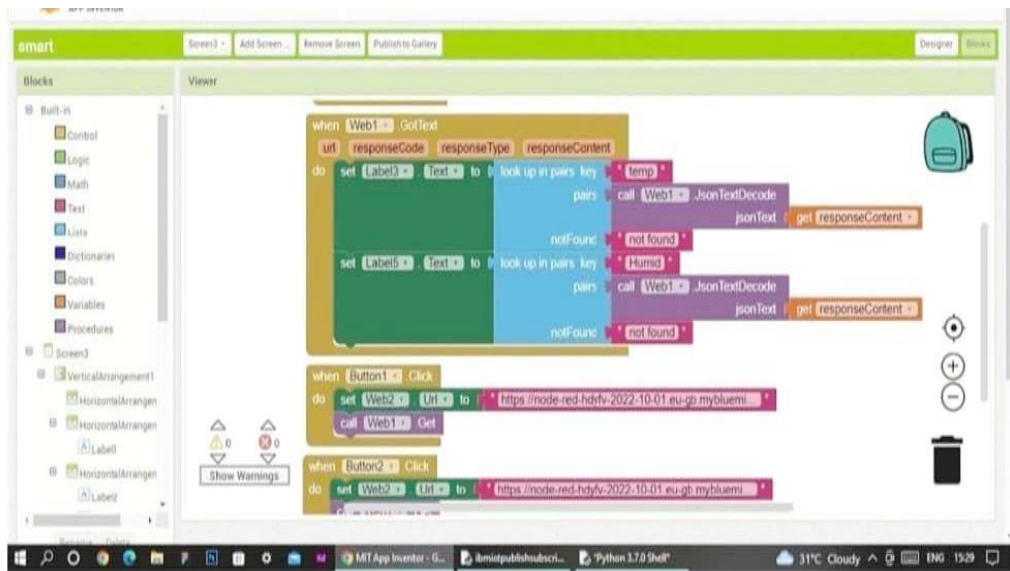 APP INVENTOR
smart Screen3 Add Screen ... Remove Screen Publish to Gallery Designer Blocks
Blocks Viewer
Built-in
Control
Logic
Math
Text
Lists
Dictionaries
Colors
Variables
Procedures
Screen3
VerticalArrangement1
HorizontalArrangen
HorizontalArrangen
Label1
HorizontalArrangen
Label2
Rename Delete
when Web1 .GotText
url responseCode responseType responseContent
do set Label3 . Text to look up in pairs key " temp "
pairs call Web1 .JsonTextDecode
jsonText get responseContent
notFound " not found "
set Label5 . Text to look up in pairs key " Humid "
pairs call Web1 .JsonTextDecode
jsonText get responseContent
notFound " not found "
when Button1 .Click
do set Web2 . Url to " https://node-red-hdyfv-2022-10-01.eu-gb.mybluemi... "
call Web1 .Get
when Button2 .Click
do set Web2 . Url to " https://node-red-hdyfv-2022-10-01.eu-gb.mybluemi... "
0 0
Show Warnings
MIT App Inventor - G... ibmiotpublishsubscri... *Python 3.7.0 Shell* 31°C Cloudy ENG 15:29